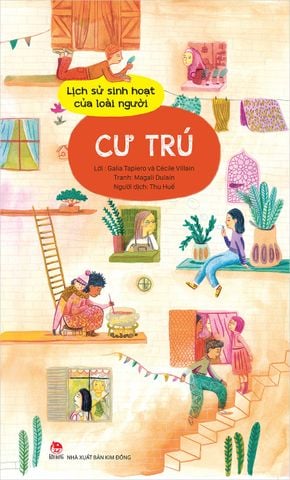 Lịch sử sinh hoạt
của loài người
CƯ TRÚ
Lời : Galia Tapiero và Cécile Villain
Tranh: Magali Dulain
Người dịch: Thu Huế
NHÀ XUẤT BẢN KIM ĐỒNG